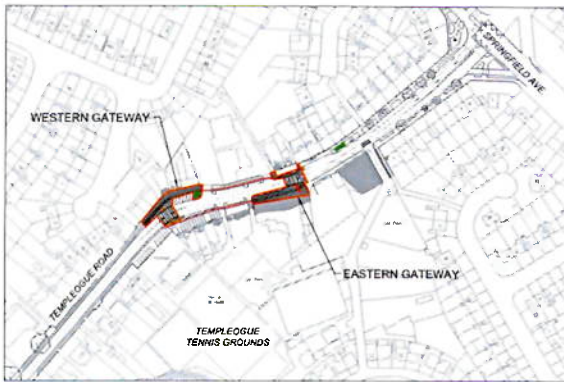 SPRINGFIELD AVE.
WESTERN GATEWAY
EASTERN GATEWAY
TEMPLEOGUE ROAD
TEMPLEOGUE
TENNIS GROUNDS